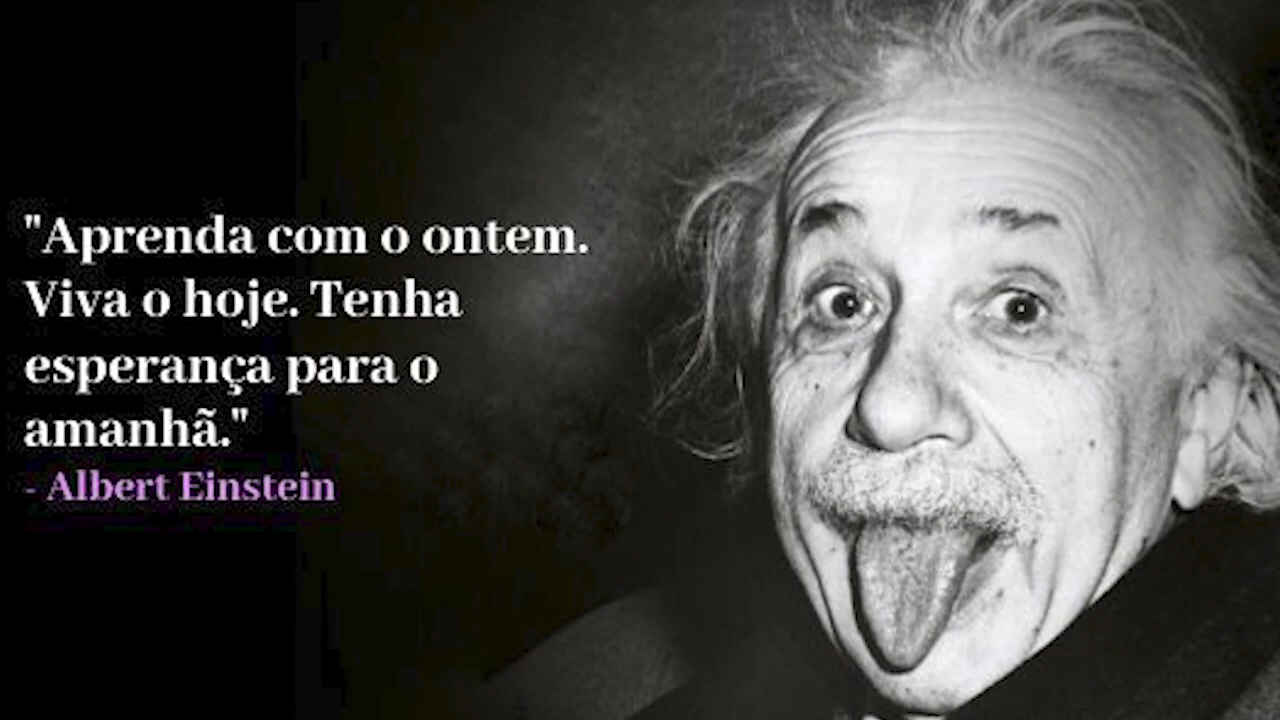 "Aprenda com o ontem.
Viva o hoje. Tenha
esperança para o
amanhã."
- Albert Einstein